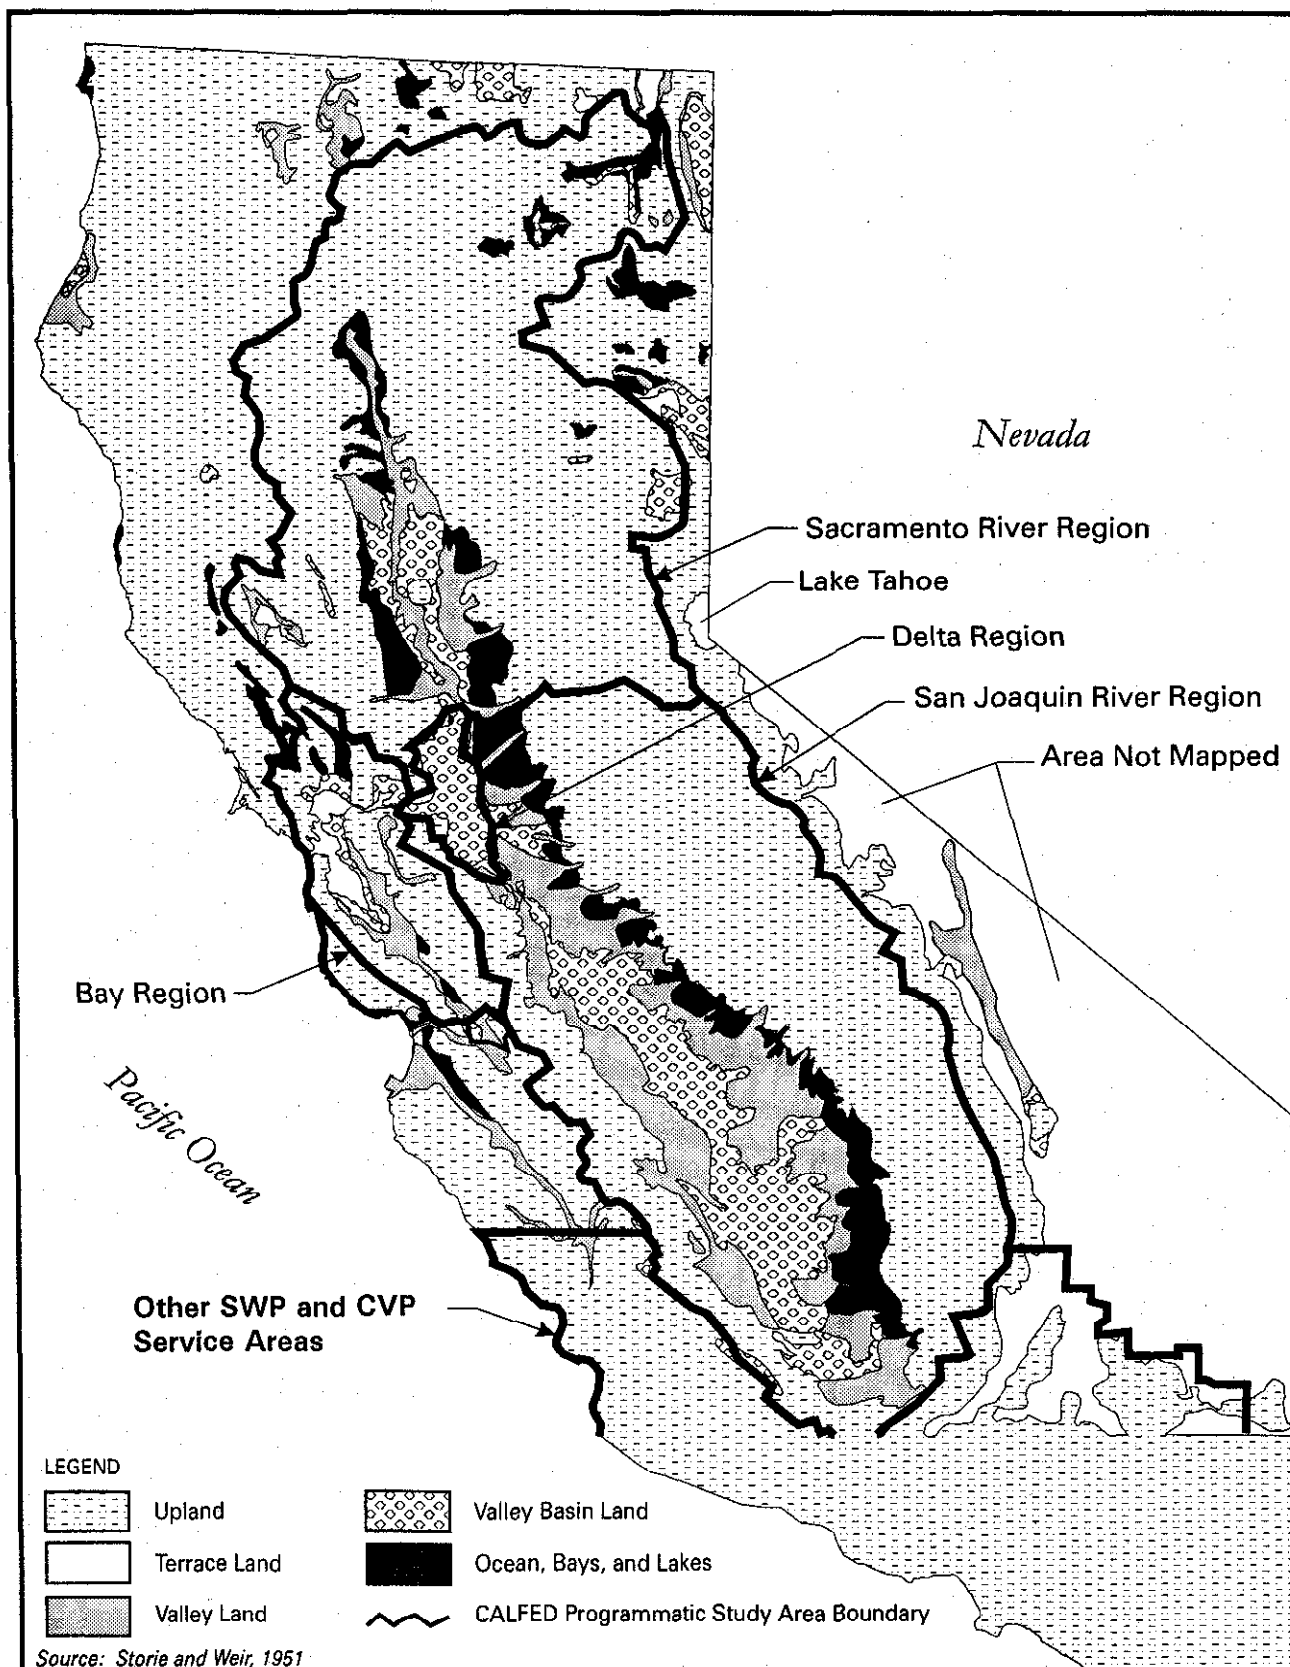 Nevada
Sacramento River Region
Lake Tahoe
Delta Region
San Joaquin River Region
Area Not Mapped
Bay Region
Pacific Ocean
Other SWP and CVP
Service Areas
LEGEND
Upland
Terrace Land
Valley Land
Valley Basin Land
Ocean, Bays, and Lakes
CALFED Programmatic Study Area Boundary
Source: Storie and Weir, 1951